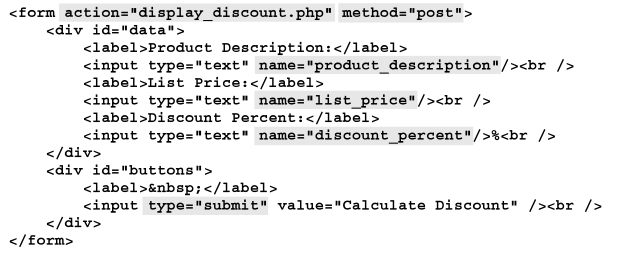 <form action="display_discount.php" method="post">
<div id="data">
<label>Product Description:</label>
<input type="text" name="product_description"/><br />
<label>List Price:</label>
<input type="text" name="list_price"/><br />
<label>Discount Percent:</label>
<input type="text" name="discount_percent"/>%<br />
</div>
<div id="buttons">
<label>&nbsp;</label>
<input type="submit" value="Calculate Discount" /><br />
</div>
</form>